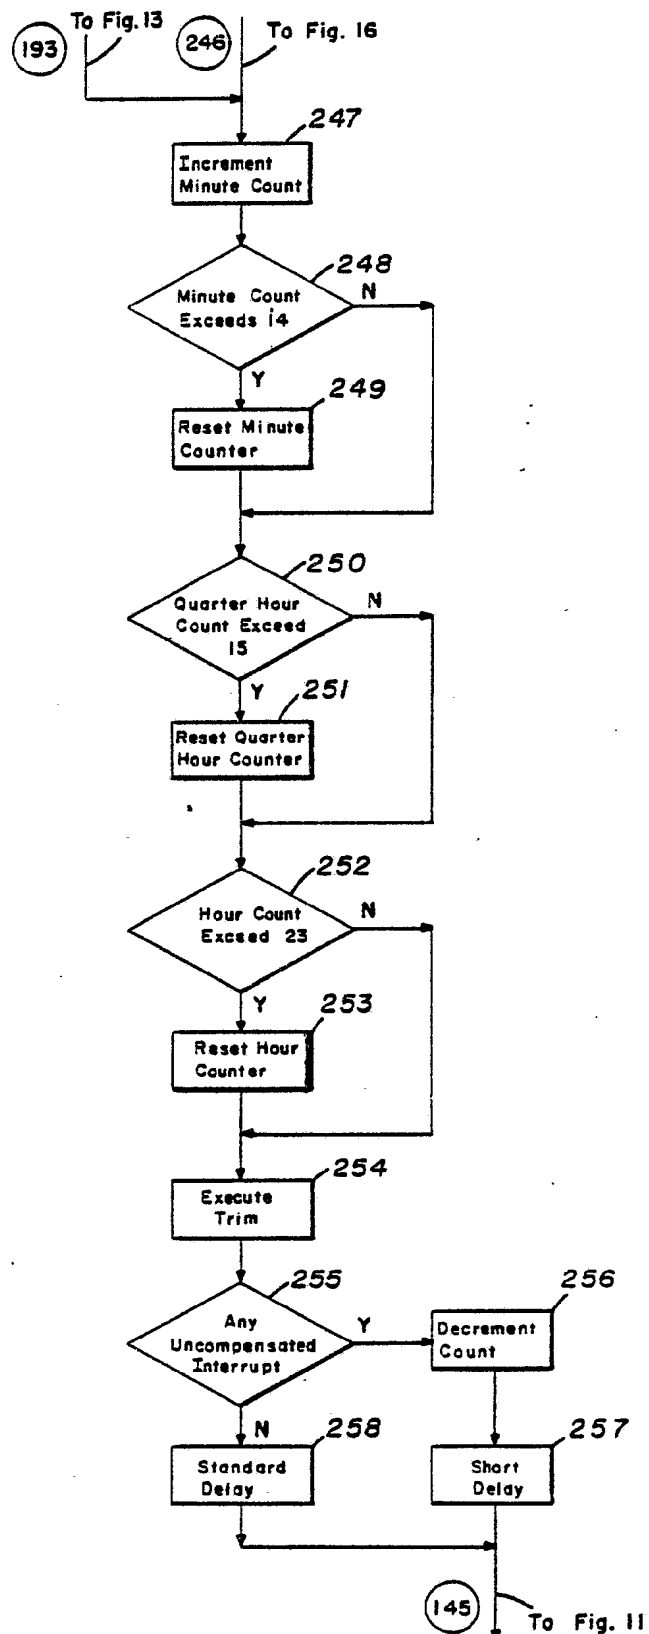 To Fig. 13
193
246
To Fig. 16
247
Increment
Minute Count
248
Minute Count
Exceeds 14
N
Y
249
Reset Minute
Counter
250
Quarter Hour
Count Exceed
15
N
Y
251
Reset Quarter
Hour Counter
252
Hour Count
Exceed 23
N
Y
253
Reset Hour
Counter
254
Execute
Trim
255
Any
Uncompensated
Interrupt
Y
N
256
Decrement
Count
258
Standard
Delay
257
Short
Delay
145
To Fig. 11